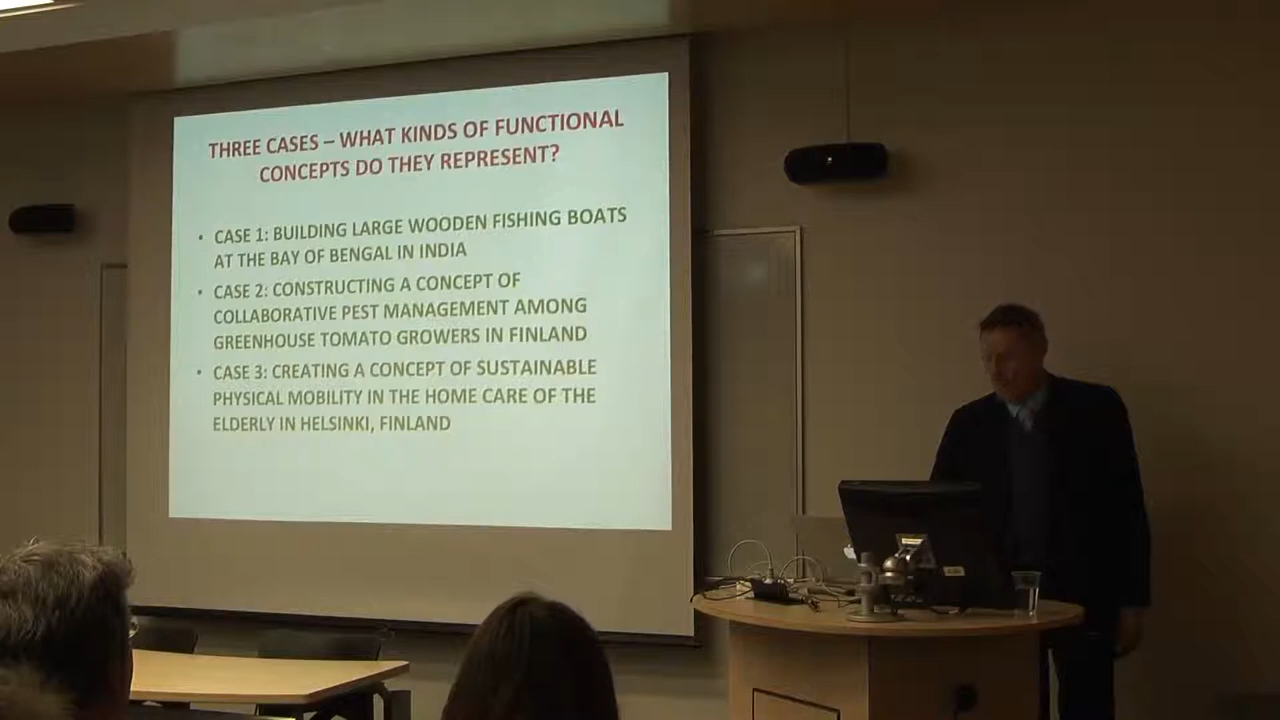 THREE CASES – WHAT KINDS OF FUNCTIONAL
CONCEPTS DO THEY REPRESENT?
• CASE 1: BUILDING LARGE WOODEN FISHING BOATS
AT THE BAY OF BENGAL IN INDIA
• CASE 2: CONSTRUCTING A CONCEPT OF
COLLABORATIVE PEST MANAGEMENT AMONG
GREENHOUSE TOMATO GROWERS IN FINLAND
• CASE 3: CREATING A CONCEPT OF SUSTAINABLE
PHYSICAL MOBILITY IN THE HOME CARE OF THE
ELDERLY IN HELSINKI, FINLAND